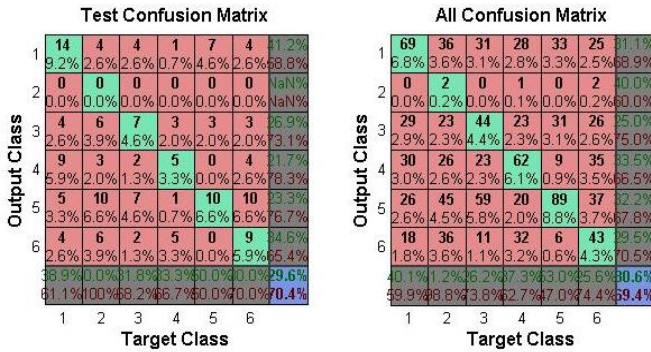 Test Confusion Matrix
Output Class
1
14 4 4 1 7 4 41.2%
9.2% 2.6% 2.6% 0.7% 4.6% 2.6% 58.8%
2
0 0 0 0 0 0 NaN%
0.0% 0.0% 0.0% 0.0% 0.0% 0.0% NaN%
3
4 6 7 3 3 3 26.9%
2.6% 3.9% 4.6% 2.0% 2.0% 2.0% 73.1%
4
9 3 2 5 0 4 21.7%
5.9% 2.0% 1.3% 3.3% 0.0% 2.6% 78.3%
5
5 10 7 1 10 10 23.3%
3.3% 6.6% 4.6% 0.7% 6.6% 6.6% 76.7%
6
4 6 2 5 0 9 34.6%
2.6% 3.9% 1.3% 3.3% 0.0% 5.9% 65.4%
38.9% 0.0% 31.8% 33.3% 50.0% 30.0% 29.6%
61.1% 100% 68.2% 66.7% 50.0% 70.0% 70.4%
1 2 3 4 5 6
Target Class
All Confusion Matrix
Output Class
1
69 36 31 28 33 25 31.1%
6.8% 3.6% 3.1% 2.8% 3.3% 2.5% 68.9%
2
0 2 0 1 0 2 40.0%
0.0% 0.2% 0.0% 0.1% 0.0% 0.2% 60.0%
3
29 23 44 23 31 26 25.0%
2.9% 2.3% 4.4% 2.3% 3.1% 2.6% 75.0%
4
30 26 23 62 9 35 33.5%
3.0% 2.6% 2.3% 6.1% 0.9% 3.5% 66.5%
5
26 45 59 20 89 37 32.2%
2.6% 4.5% 5.8% 2.0% 8.8% 3.7% 67.8%
6
18 36 11 32 6 43 29.5%
1.8% 3.6% 1.1% 3.2% 0.6% 4.3% 70.5%
40.1% 1.2% 26.2% 37.3% 53.0% 25.6% 30.6%
59.9% 98.8% 73.8% 62.7% 47.0% 74.4% 69.4%
1 2 3 4 5 6
Target Class